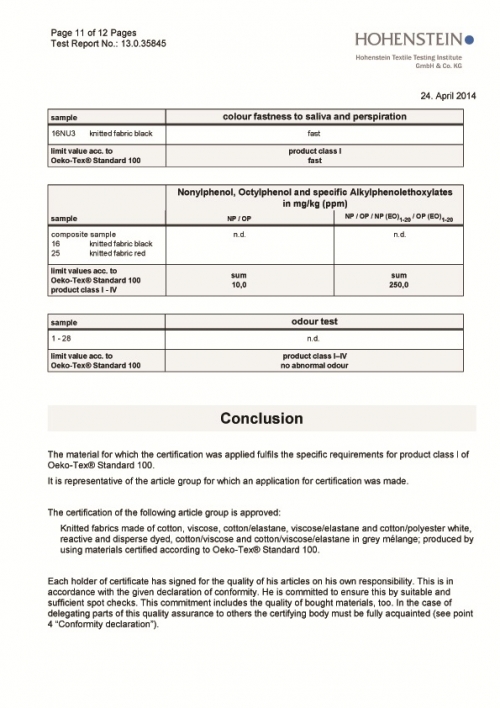 Page 11 of 12 Pages
Test Report No.: 13.0.35845
HOHENSTEIN
Hohenstein Textile Testing Institute
GmbH & Co. KG
24. April 2014
sample colour fastness to saliva and perspiration
16NU3 knitted fabric black fast
limit value acc. to product class I
Oeko-Tex® Standard 100 fast
Nonylphenol, Octylphenol and specific Alkylphenolethoxylates
in mg/kg (ppm)
sample NP / OP NP / OP / NP (EO)1-20 / OP (EO)1-20
composite sample n.d. n.d.
16 knitted fabric black
25 knitted fabric red
limit values acc. to
Oeko-Tex® Standard 100 sum sum
product class I - IV 10,0 250,0
sample odour test
1 - 28 n.d.
limit value acc. to product class I–IV
Oeko-Tex® Standard 100 no abnormal odour
Conclusion
The material for which the certification was applied fulfils the specific requirements for product class I of
Oeko-Tex® Standard 100.
It is representative of the article group for which an application for certification was made.
The certification of the following article group is approved:
Knitted fabrics made of cotton, viscose, cotton/elastane, viscose/elastane and cotton/polyester white,
reactive and disperse dyed, cotton/viscose and cotton/viscose/elastane in grey mélange; produced by
using materials certified according to Oeko-Tex® Standard 100.
Each holder of certificate has signed for the quality of his articles on his own responsibility. This is in
accordance with the given declaration of conformity. He is committed to ensure this by suitable and
sufficient spot checks. This commitment includes the quality of bought materials, too. In the case of
delegating parts of this quality assurance to others the certifying body must be fully acquainted (see point
4 "Conformity declaration").